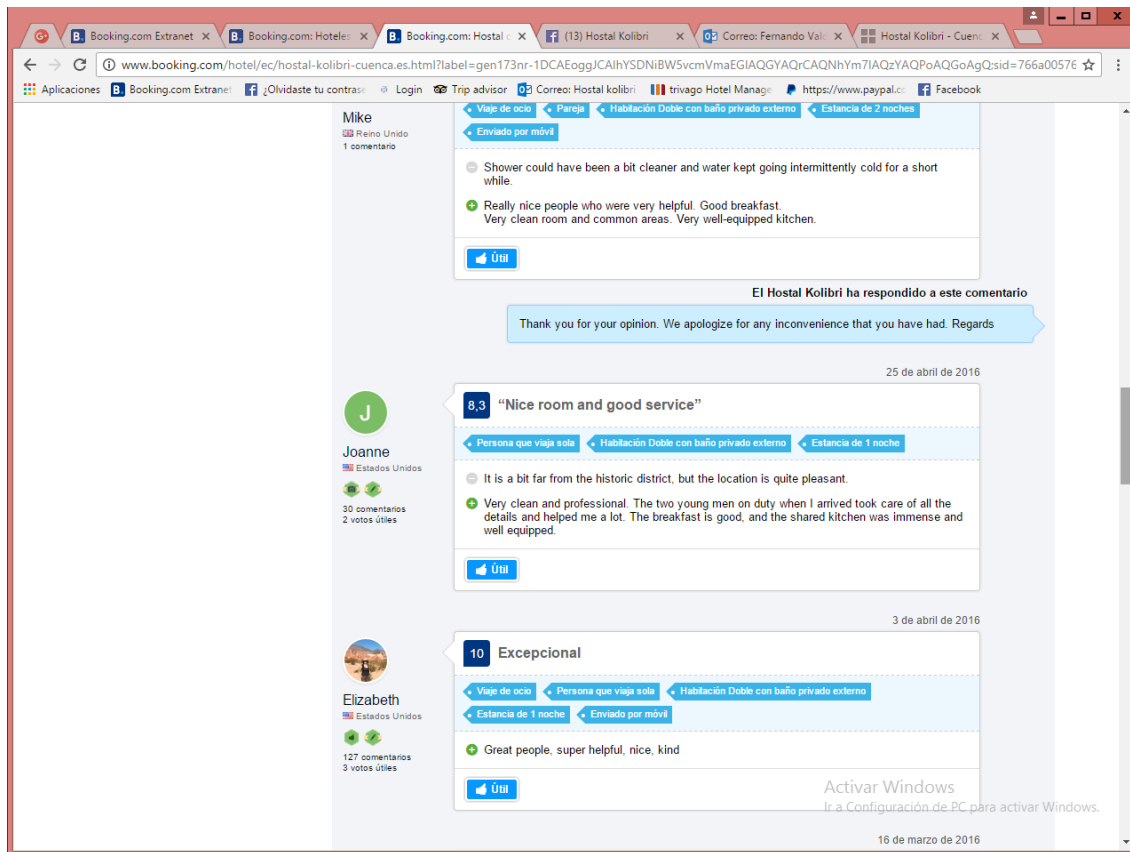 Booking.com Extranet
Booking.com: Hoteles
Booking.com: Hostal c
(13) Hostal Kolibri
Correo: Fernando Valc
Hostal Kolibri - Cuenc
www.booking.com/hotel/ec/hostal-kolibri-cuenca.es.html?label=
Aplicaciones Booking.com Extranet ¿Olvidaste tu contrase Login Trip advisor Correo: Hostal kolibri trivago Hotel Manage https://www.paypal.co Facebook
Mike
Reino Unido
1 comentario
Viaje de ocio Pareja Habitación Doble con baño privado externo Estancia de 2 noches
Enviado por móvil
Shower could have been a bit cleaner and water kept going intermittently cold for a short
while.
Really nice people who were very helpful. Good breakfast.
Very clean room and common areas. Very well-equipped kitchen.
Útil
El Hostal Kolibri ha respondido a este comentario
Thank you for your opinion. We apologize for any inconvenience that you have had. Regards
25 de abril de 2016
J
Joanne
Estados Unidos
30 comentarios
2 votos útiles
8,3 “Nice room and good service”
Persona que viaja sola Habitación Doble con baño privado externo Estancia de 1 noche
It is a bit far from the historic district, but the location is quite pleasant.
Very clean and professional. The two young men on duty when I arrived took care of all the
details and helped me a lot. The breakfast is good, and the shared kitchen was immense and
well equipped.
Útil
3 de abril de 2016
Elizabeth
Estados Unidos
127 comentarios
3 votos útiles
10 Excepcional
Viaje de ocio Persona que viaja sola Habitación Doble con baño privado externo
Estancia de 1 noche Enviado por móvil
Great people, super helpful, nice, kind
Útil
Activar Windows
Ir a Configuración de PC para activar Windows.
16 de marzo de 2016